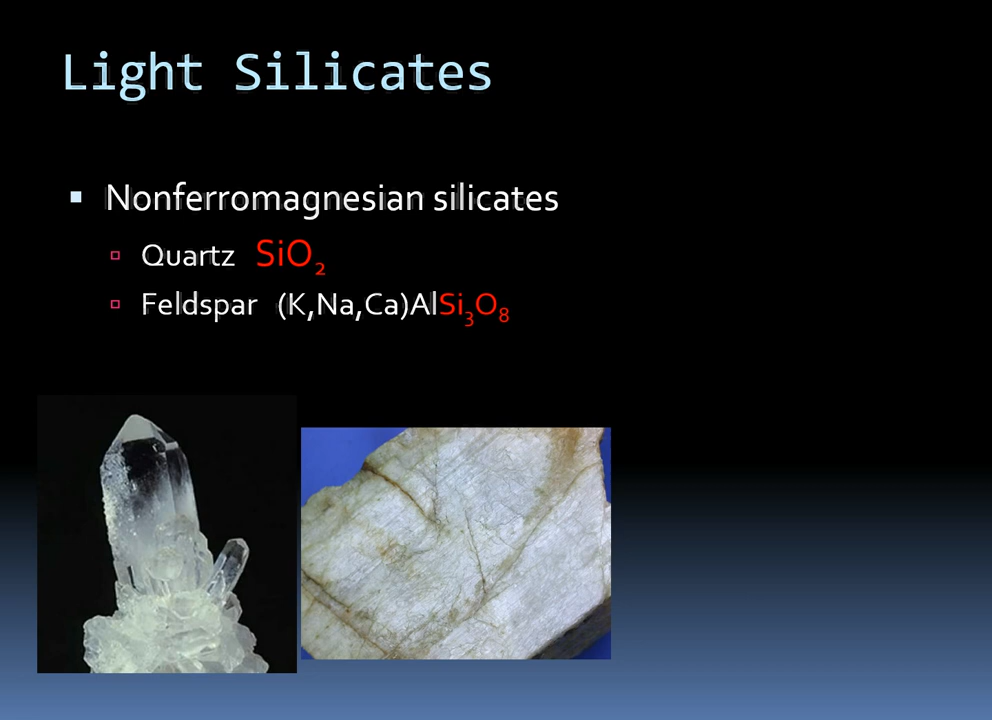 Light Silicates
Nonferromagnesian silicates
Quartz SiO₂
Feldspar (K,Na,Ca)AlSi₃O₈